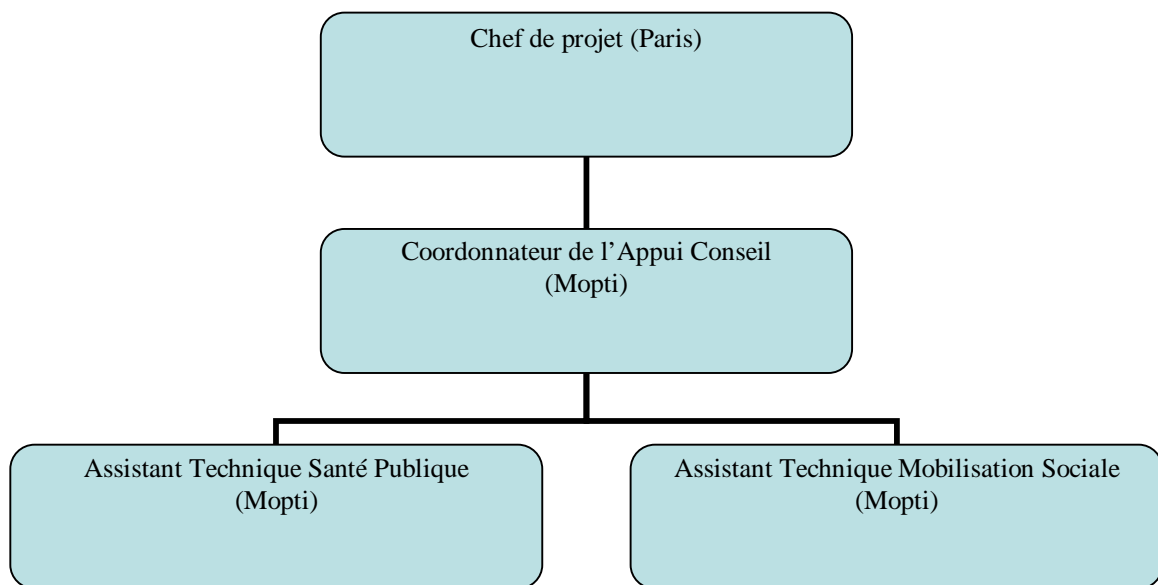 Chef de projet (Paris)
Coordonnateur de l’Appui Conseil
(Mopti)
Assistant Technique Santé Publique
(Mopti)
Assistant Technique Mobilisation Sociale
(Mopti)